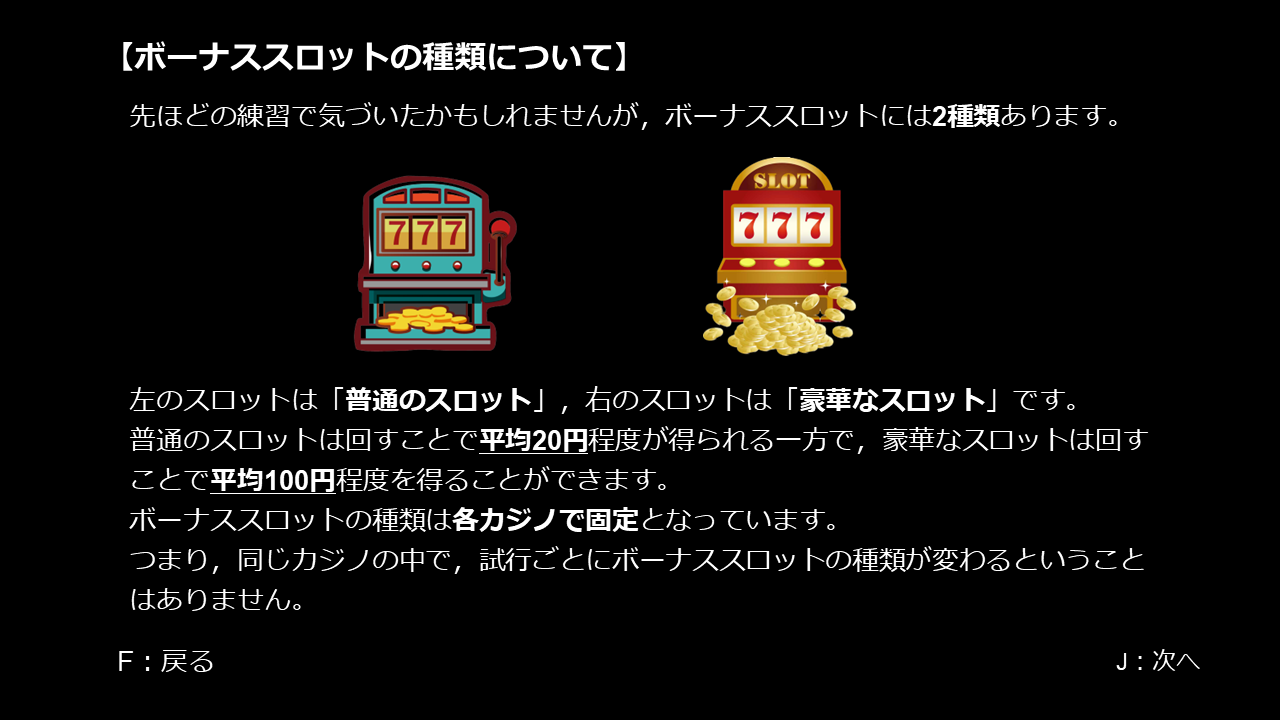 【ボーナススロットの種類について】
先ほどの練習で気づいたかもしれませんが，ボーナススロットには2種類あります。
777
SLOT
777
左のスロットは「普通のスロット」，右のスロットは「豪華なスロット」です。
普通のスロットは回すことで平均20円程度が得られる一方で，豪華なスロットは回す
ことで平均100円程度を得ることができます。
ボーナススロットの種類は各カジノで固定となっています。
つまり，同じカジノの中で，試行ごとにボーナススロットの種類が変わるということ
はありません。
F：戻る
J：次へ